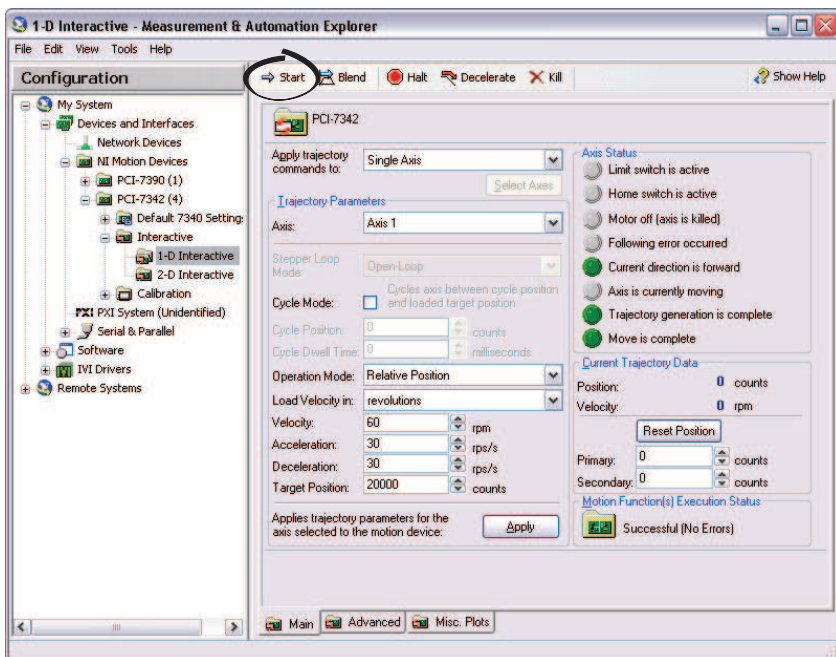 1-D Interactive - Measurement & Automation Explorer
File Edit View Tools Help
Configuration
Start Blend Halt Decelerate Kill Show Help
My System
Devices and Interfaces
Network Devices
NI Motion Devices
PCI-7390 (1)
PCI-7342 (4)
Default 7340 Setting
Interactive
1-D Interactive
2-D Interactive
Calibration
PXI PXI System (Unidentified)
Serial & Parallel
Software
IVI IVI Drivers
Remote Systems
PCI-7342
Apply trajectory
commands to:
Single Axis
Select Axes
Trajectory Parameters
Axis: Axis 1
Stepper Loop
Mode:
Open-Loop
Cycle Mode:
Cycles axis between cycle position
and loaded target position
Cycle Position: 0 counts
Cycle Dwell Time: 0 milliseconds
Operation Mode: Relative Position
Load Velocity in: revolutions
Velocity: 60 rpm
Acceleration: 30 rps/s
Deceleration: 30 rps/s
Target Position: 20000 counts
Applies trajectory parameters for the
axis selected to the motion device:
Apply
Axis Status
Limit switch is active
Home switch is active
Motor off (axis is killed)
Following error occurred
Current direction is forward
Axis is currently moving
Trajectory generation is complete
Move is complete
Current Trajectory Data
Position: 0 counts
Velocity: 0 rpm
Reset Position
Primary: 0 counts
Secondary: 0 counts
Motion Function(s) Execution Status
Successful (No Errors)
Main Advanced Misc. Plots